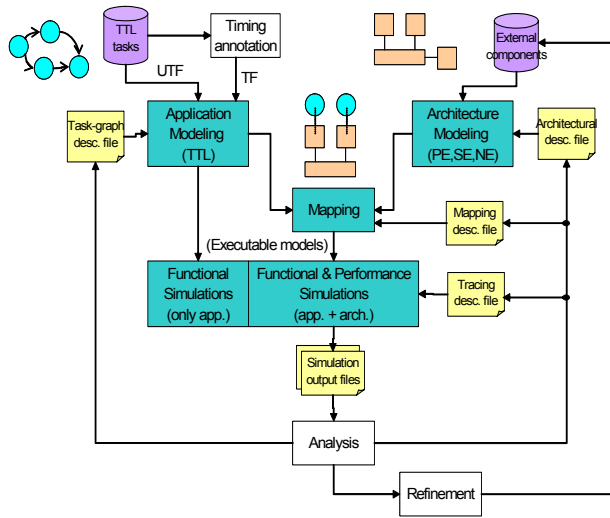 TTL
tasks
Timing
annotation
External
components
UTF
TF
Task-graph
desc. file
Application
Modeling
(TTL)
Architecture
Modeling
(PE,SE,NE)
Architectural
desc. file
Mapping
Mapping
desc. file
(Executable models)
Functional
Simulations
(only app.)
Functional & Performance
Simulations
(app. + arch.)
Tracing
desc. file
Simulation
output files
Analysis
Refinement